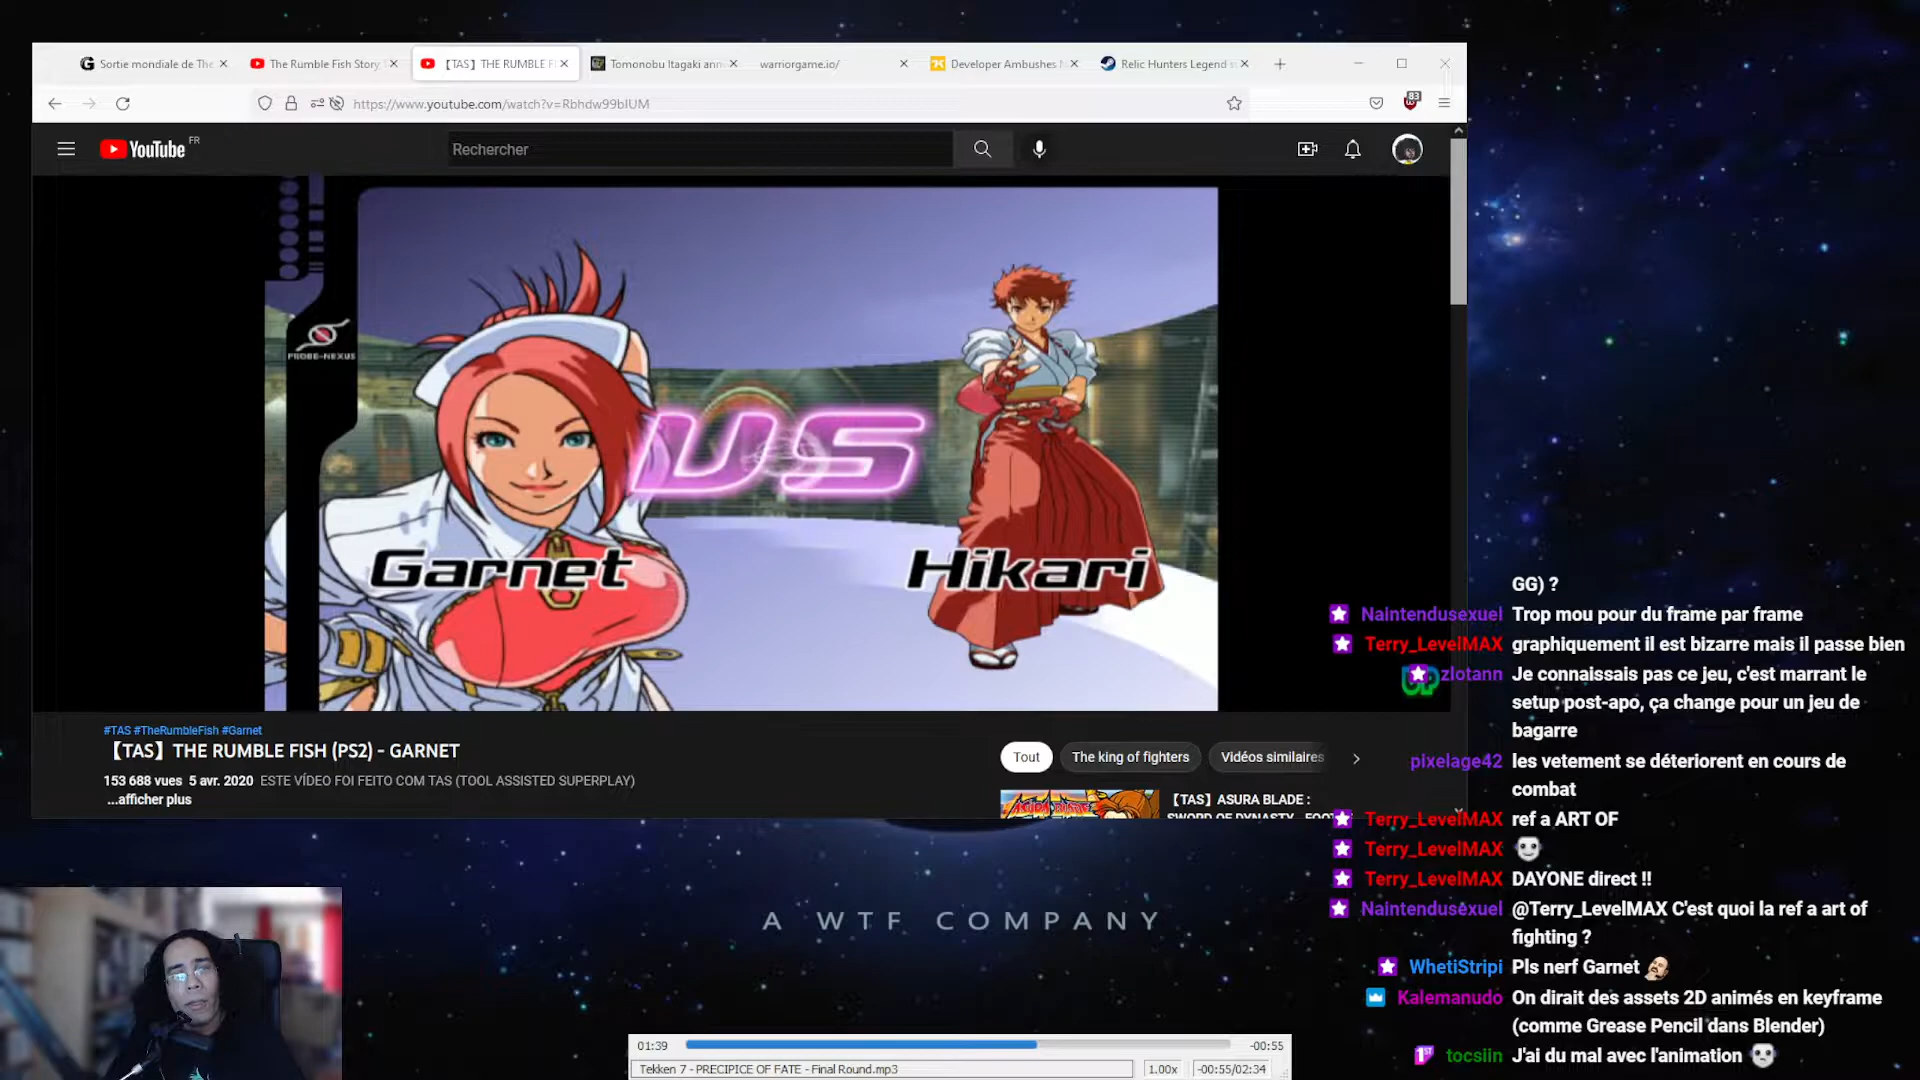 Sortie mondiale de The
The Rumble Fish Story
【TAS】THE RUMBLE F
Tomonobu Itagaki ann
warriorgame.io/
Developer Ambushes N
Relic Hunters Legend s
https://www.youtube.com/watch?v=Rbhdw99bIUM
83
YouTube FR
Rechercher
PROBE-NEXUS
VS
Garnet
Hikari
#TAS #TheRumbleFish #Garnet
【TAS】THE RUMBLE FISH (PS2) - GARNET
153 688 vues 5 avr. 2020 ESTE VÍDEO FOI FEITO COM TAS (TOOL ASSISTED SUPERPLAY)
...afficher plus
Tout
The king of fighters
Vidéos similaires
【TAS】ASURA BLADE :
SWORD OF DYNASTY - FOOT
A WTF COMPANY
01:39
-00:55
Tekken 7 - PRECIPICE OF FATE - Final Round.mp3
1.00x
-00:55/02:34
GG) ?
Naintendusexuel Trop mou pour du frame par frame
Terry_LevelMAX graphiquement il est bizarre mais il passe bien
zlotann Je connaissais pas ce jeu, c'est marrant le
setup post-apo, ça change pour un jeu de
bagarre
pixelage42 les vetement se déteriorent en cours de
combat
Terry_LevelMAX ref a ART OF
Terry_LevelMAX
Terry_LevelMAX DAYONE direct !!
Naintendusexuel @Terry_LevelMAX C'est quoi la ref a art of
fighting ?
WhetiStripi Pls nerf Garnet
Kalemanudo On dirait des assets 2D animés en keyframe
(comme Grease Pencil dans Blender)
tocsiin J'ai du mal avec l'animation